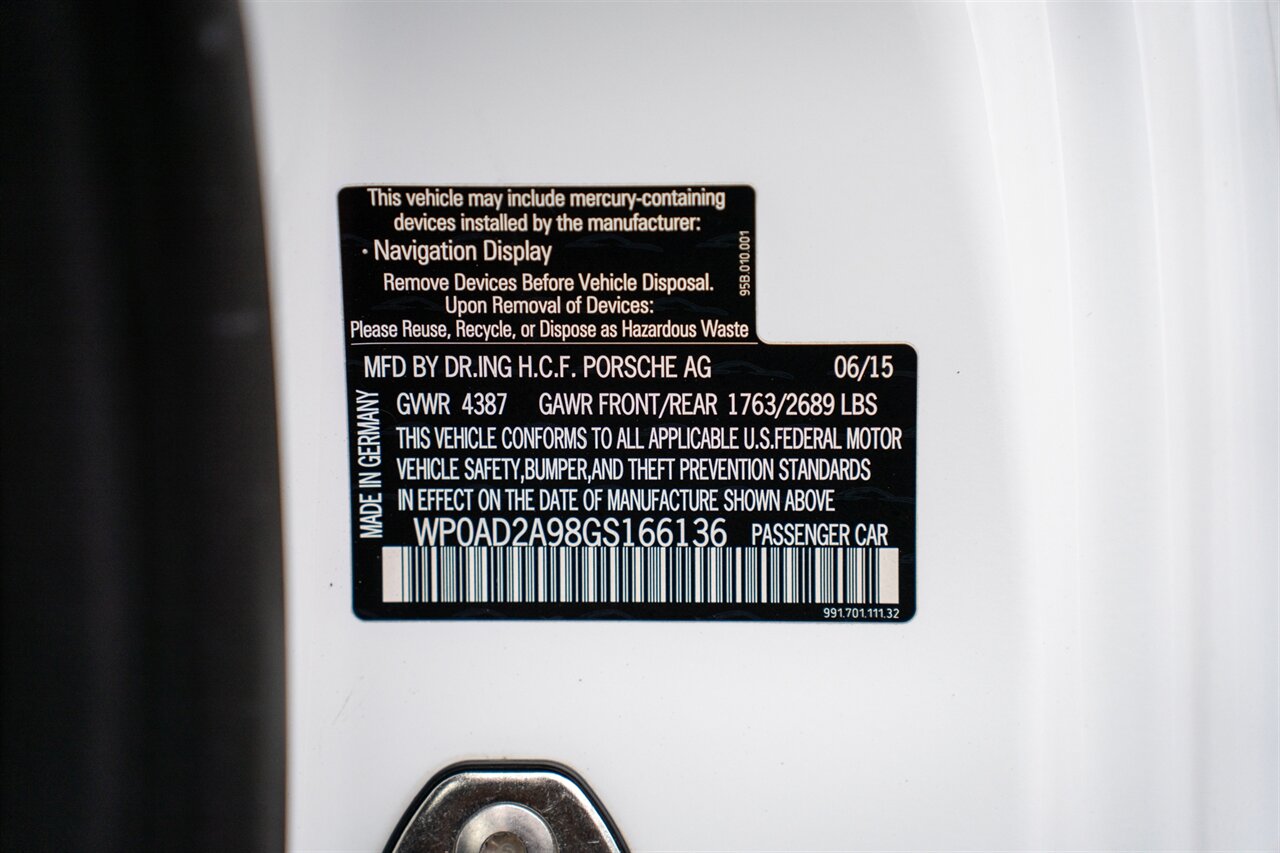 This vehicle may include mercury-containing
devices installed by the manufacturer:
· Navigation Display
Remove Devices Before Vehicle Disposal.
Upon Removal of Devices:
Please Reuse, Recycle, or Dispose as Hazardous Waste
95B.010.001
MFD BY DR.ING H.C.F. PORSCHE AG 06/15
MADE IN GERMANY
GVWR 4387 GAWR FRONT/REAR 1763/2689 LBS
THIS VEHICLE CONFORMS TO ALL APPLICABLE U.S.FEDERAL MOTOR
VEHICLE SAFETY,BUMPER,AND THEFT PREVENTION STANDARDS
IN EFFECT ON THE DATE OF MANUFACTURE SHOWN ABOVE
WP0AD2A98GS166136 PASSENGER CAR
991.701.111.32